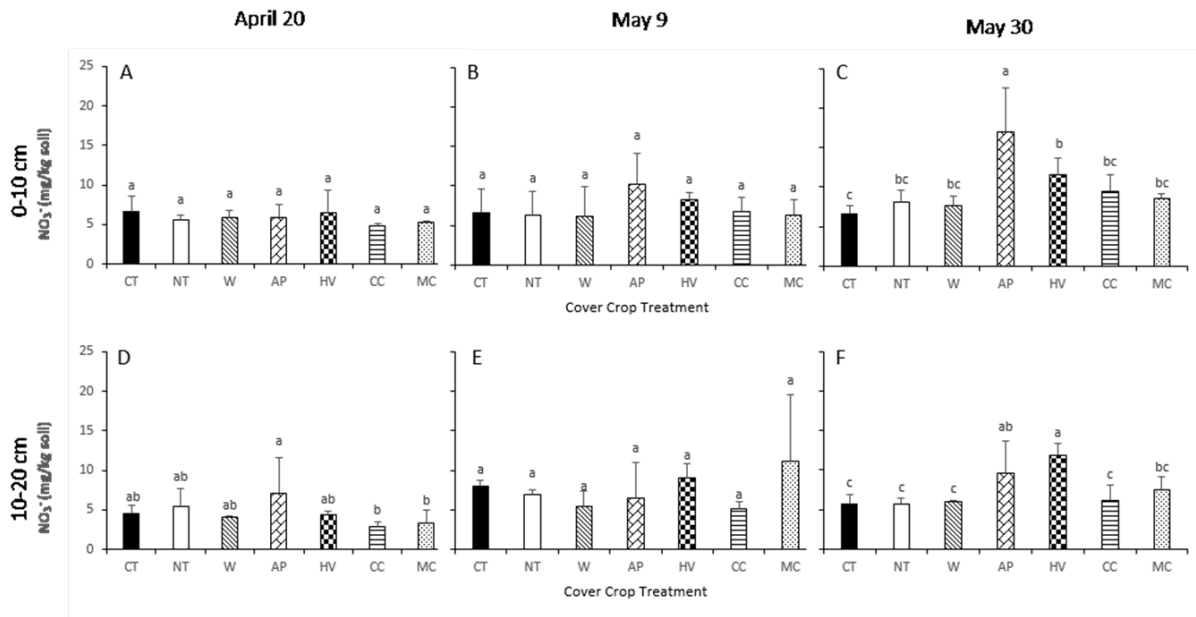 April 20
May 9
May 30
0-10 cm
NO3- (mg/kg soil)
25
20
15
10
5
0
A
a
a
a
a
a
a
a
CT NT W AP HV CC MC
B
a
a
a
a
a
a
a
CT NT W AP HV CC MC
Cover Crop Treatment
C
c
bc
bc
a
b
bc
bc
CT NT W AP HV CC MC
10-20 cm
NO3- (mg/kg soil)
25
20
15
10
5
0
D
ab
ab
ab
a
ab
b
b
CT NT W AP HV CC MC
E
a
a
a
a
a
a
a
CT NT W AP HV CC MC
Cover Crop Treatment
F
c
c
c
ab
a
c
bc
CT NT W AP HV CC MC